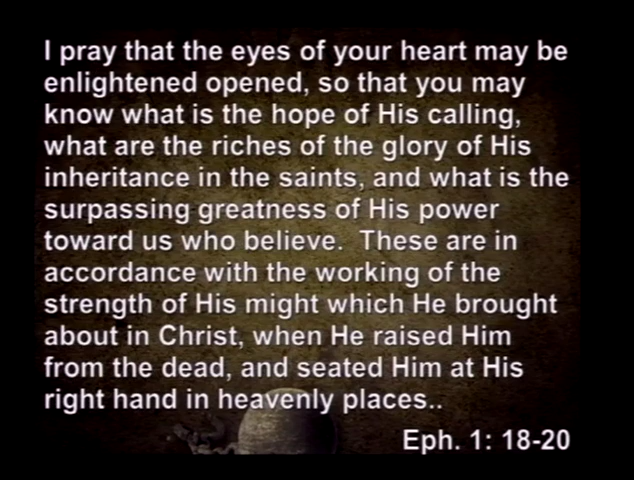 I pray that the eyes of your heart may be
enlightened opened, so that you may
know what is the hope of His calling,
what are the riches of the glory of His
inheritance in the saints, and what is the
surpassing greatness of His power
toward us who believe.  These are in
accordance with the working of the
strength of His might which He brought
about in Christ, when He raised Him
from the dead, and seated Him at His
right hand in heavenly places..
Eph. 1: 18-20